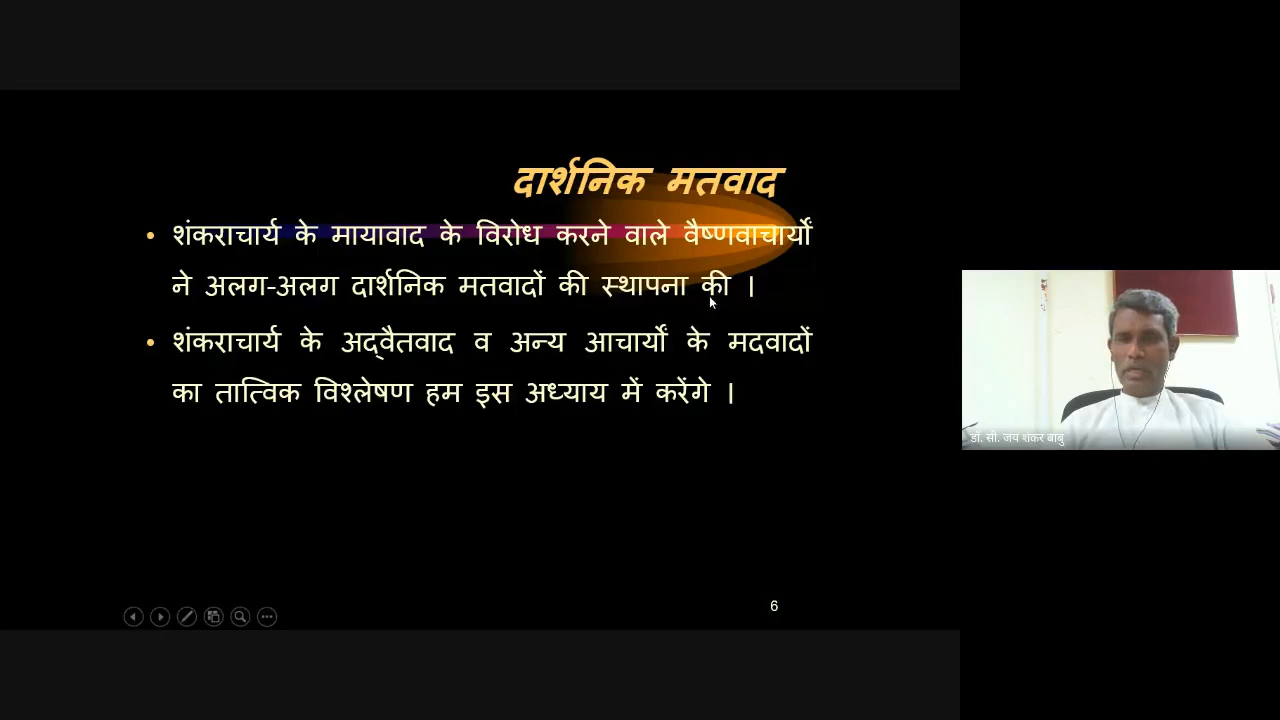 दार्शनिक मतवाद
• शंकराचार्य के मायावाद के विरोध करने वाले वैष्णवाचार्यों
ने अलग-अलग दार्शनिक मतवादों की स्थापना की ।
• शंकराचार्य के अद्वैतवाद व अन्य आचार्यों के मदवादों
का तात्विक विश्लेषण हम इस अध्याय में करेंगे ।
डॉ. सी. जय शंकर बाबु
6